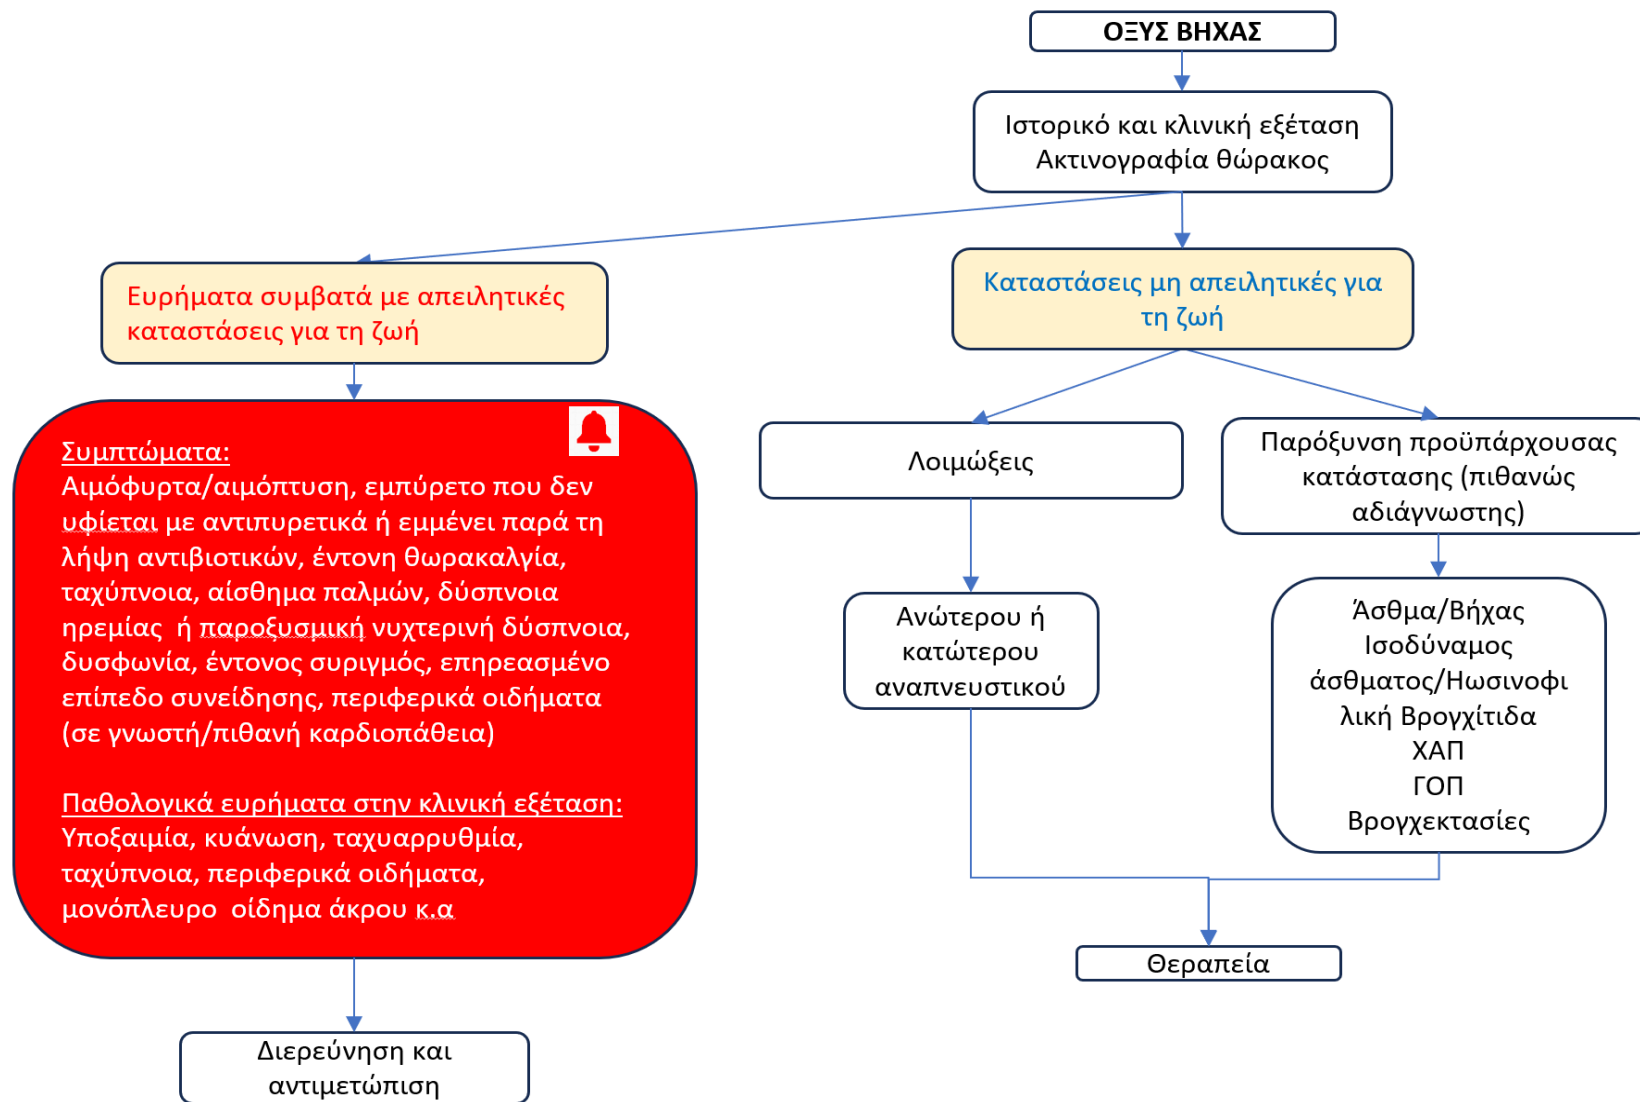 ΟΞΥΣ ΒΗΧΑΣ
Ιστορικό και κλινική εξέταση
Ακτινογραφία θώρακος
Ευρήματα συμβατά με απειλητικές
καταστάσεις για τη ζωή
Συμπτώματα:
Αιμόφυρτα/αιμόπτυση, εμπύρετο που δεν
υφίεται με αντιπυρετικά ή εμμένει παρά τη
λήψη αντιβιοτικών, έντονη θωρακαλγία,
ταχύπνοια, αίσθημα παλμών, δύσπνοια
ηρεμίας  ή παροξυσμική νυχτερινή δύσπνοια,
δυσφωνία, έντονος συριγμός, επηρεασμένο
επίπεδο συνείδησης, περιφερικά οιδήματα
(σε γνωστή/πιθανή καρδιοπάθεια)
Παθολογικά ευρήματα στην κλινική εξέταση:
Υποξαιμία, κυάνωση, ταχυαρρυθμία,
ταχύπνοια, περιφερικά οιδήματα,
μονόπλευρο  οίδημα άκρου κ.α
Διερεύνηση και
αντιμετώπιση
Καταστάσεις μη απειλητικές για
τη ζωή
Λοιμώξεις
Ανώτερου ή
κατώτερου
αναπνευστικού
Παρόξυνση προϋπάρχουσας
κατάστασης (πιθανώς
αδιάγνωστης)
Άσθμα/Βήχας
Ισοδύναμος
άσθματος/Ηωσινοφι
λική Βρογχίτιδα
ΧΑΠ
ΓΟΠ
Βρογχεκτασίες
Θεραπεία